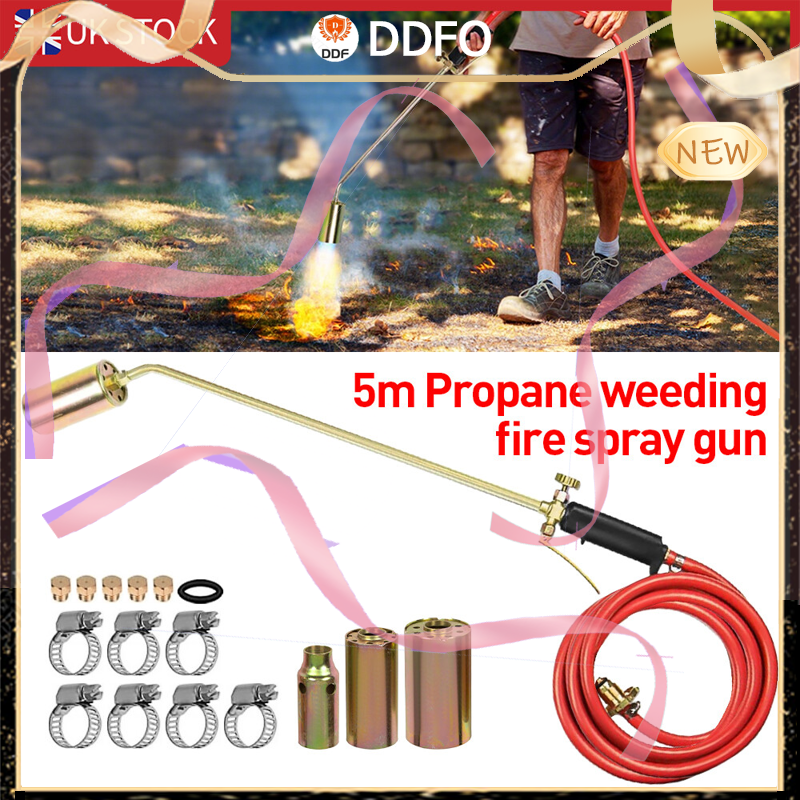 UK STOCK
DDF
DDFO
NEW
5m Propane weeding
fire spray gun